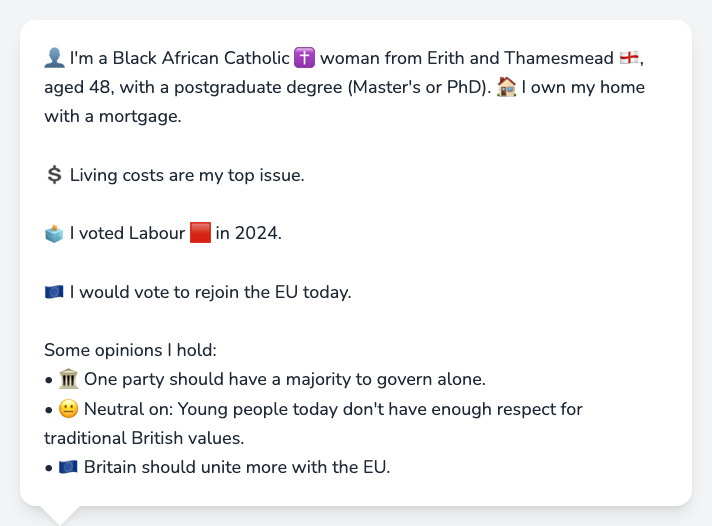 👤 I'm a Black African Catholic ✝️ woman from Erith and Thamesmead 🏴󠁧󠁢󠁥󠁮󠁧󠁿,
aged 48, with a postgraduate degree (Master's or PhD). 🏠 I own my home
with a mortgage.
💲 Living costs are my top issue.
🗳️ I voted Labour 🟥 in 2024.
🇪🇺 I would vote to rejoin the EU today.
Some opinions I hold:
• 🏛️ One party should have a majority to govern alone.
• 😐 Neutral on: Young people today don't have enough respect for
traditional British values.
• 🇪🇺 Britain should unite more with the EU.